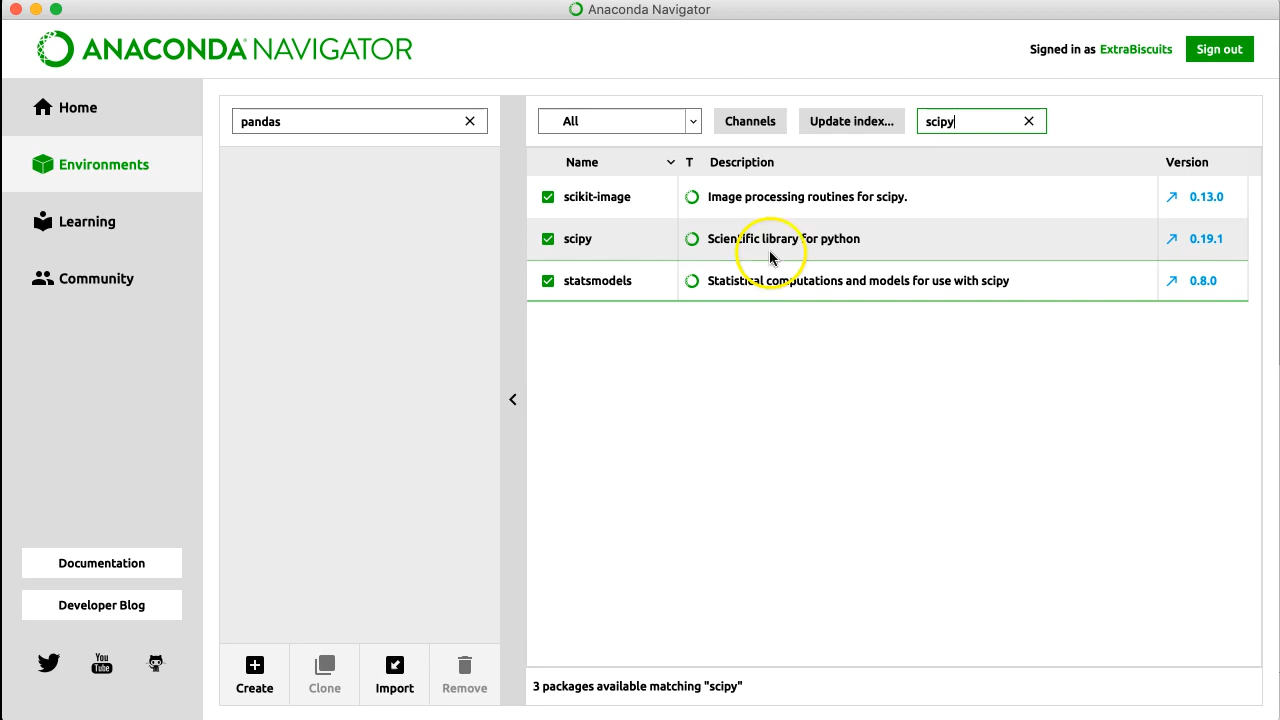 Anaconda Navigator
ANACONDA NAVIGATOR
Signed in as ExtraBiscuits
Sign out
Home
Environments
Learning
Community
Documentation
Developer Blog
You Tube
pandas
Create
Clone
Import
Remove
All
Channels
Update index...
scipy
Name T Description Version
scikit-image Image processing routines for scipy. 0.13.0
scipy Scientific library for python 0.19.1
statsmodels Statistical computations and models for use with scipy 0.8.0
3 packages available matching "scipy"